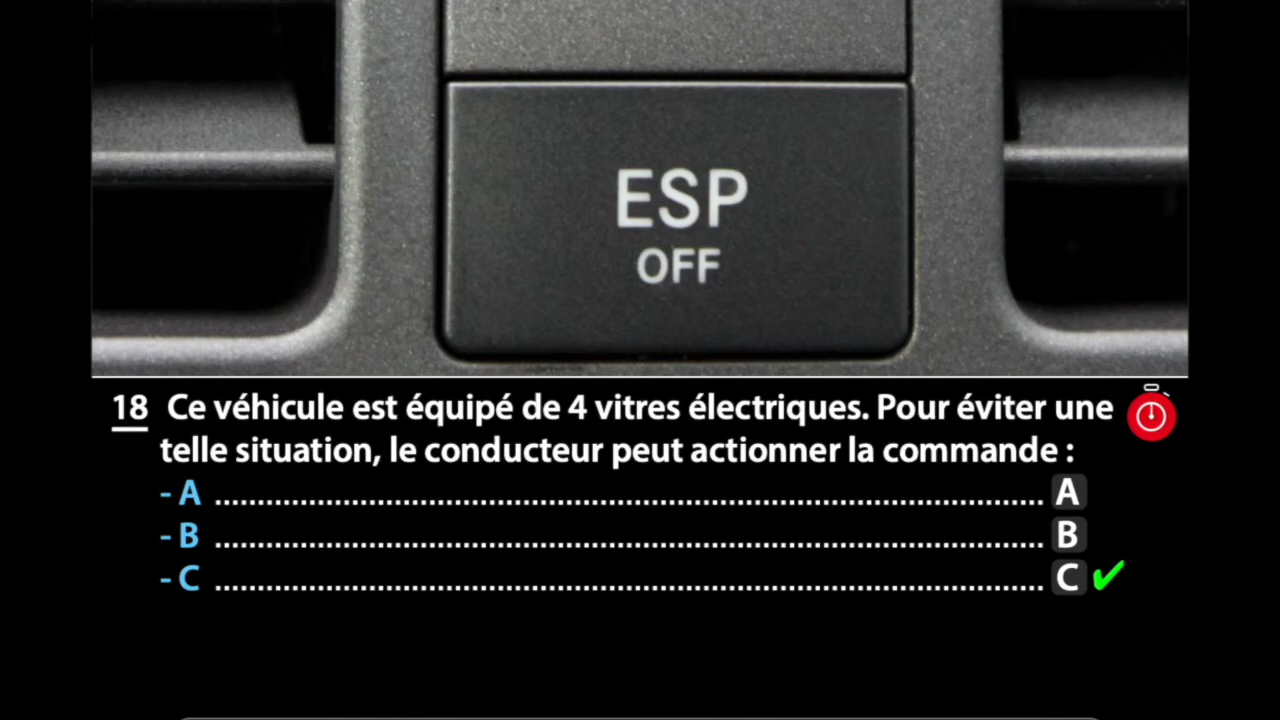 ESP
OFF
18 Ce véhicule est équipé de 4 vitres électriques. Pour éviter une
telle situation, le conducteur peut actionner la commande :
- A ........................................................................................................ A
- B ........................................................................................................ B
- C ........................................................................................................ C